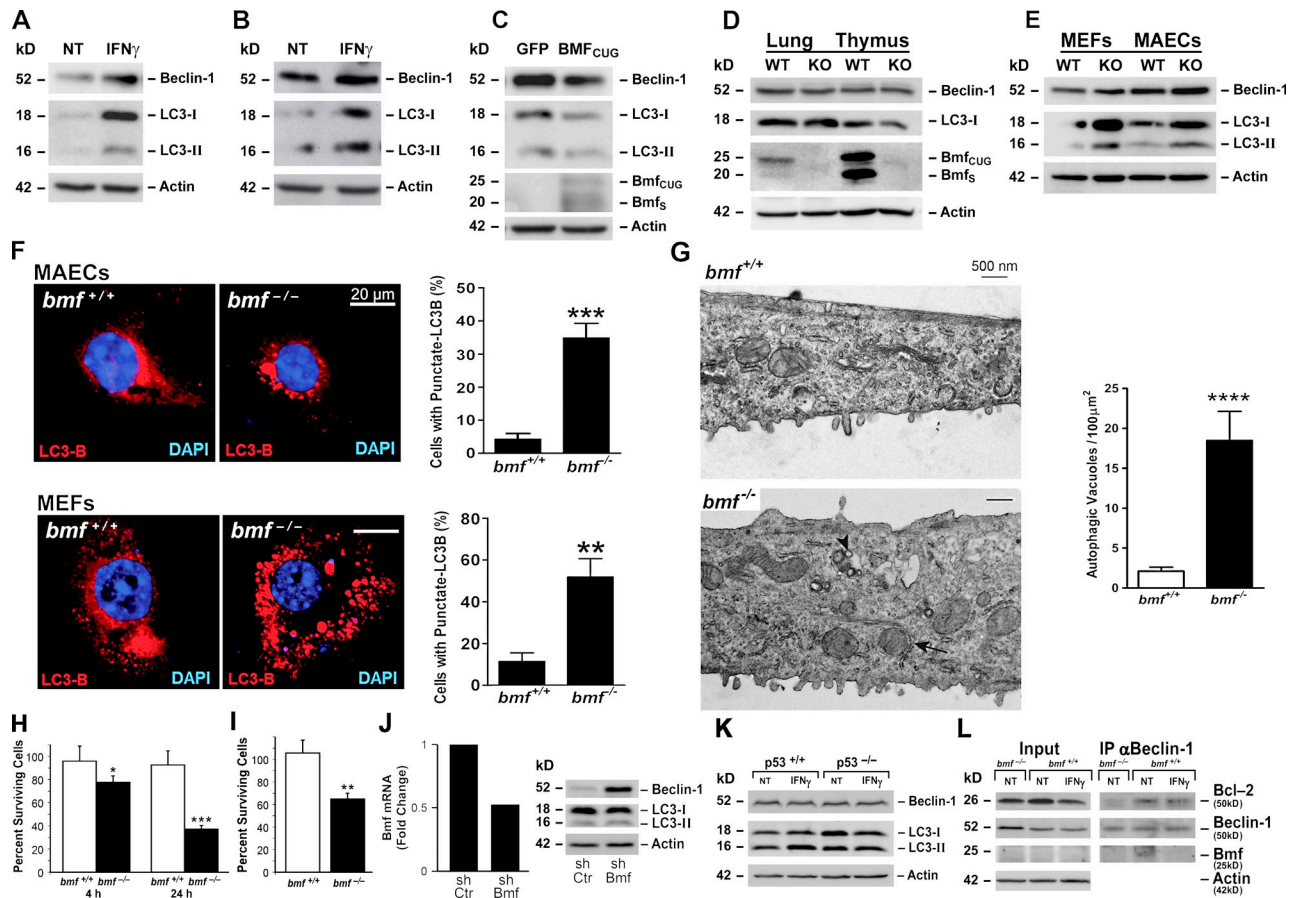 A
kD NT IFNγ
52 – – Beclin-1
18 – – LC3-I
16 – – LC3-II
42 – – Actin
B
kD NT IFNγ
52 – – Beclin-1
18 – – LC3-I
16 – – LC3-II
42 – – Actin
C
kD GFP BMFCUG
52 – – Beclin-1
18 – – LC3-I
16 – – LC3-II
25 – – BmfCUG
20 – – BmfS
42 – – Actin
D
Lung Thymus
kD WT KO WT KO
52 – – Beclin-1
18 – – LC3-I
25 – – BmfCUG
20 – – BmfS
42 – – Actin
E
MEFs MAECs
kD WT KO WT KO
52 – – Beclin-1
18 – – LC3-I
16 – – LC3-II
42 – – Actin
F
MAECs
bmf +/+ bmf –/– 20 µm
LC3-B DAPI LC3-B DAPI
Cells with Punctate-LC3B (%)
50
40
30
20
10
0
***
bmf+/+ bmf-/-
MEFs
bmf +/+ bmf –/–
LC3-B DAPI LC3-B DAPI
Cells with Punctate-LC3B (%)
80
60
40
20
0
**
bmf+/+ bmf-/-
G
bmf+/+ 500 nm
bmf-/-
Autophagic Vacuoles / 100µm2
25
20
15
10
5
0
****
bmf+/+ bmf-/-
H
Percent Surviving Cells
100
80
60
40
20
0
* ***
bmf +/+ bmf –/– bmf +/+ bmf –/–
4 h 24 h
I
Percent Surviving Cells
100
80
60
40
20
0
**
bmf +/+ bmf –/–
J
Bmf mRNA
(Fold Change)
1
0.5
0
sh Ctr sh Bmf
kD
52 – – Beclin-1
18 – – LC3-I
16 – – LC3-II
42 – – Actin
sh Ctr sh Bmf
K
p53 +/+ p53 –/–
kD NT IFNγ NT IFNγ
52 – – Beclin-1
18 – – LC3-I
16 – – LC3-II
42 – – Actin
L
Input IP αBeclin-1
bmf –/– bmf +/+ bmf –/– bmf +/+
kD NT NT IFNγ NT NT IFNγ
26 – – Bcl–2
(50kD)
52 – – Beclin-1
(50kD)
– Bmf
(25kD)
42 – – Actin
(42kD)